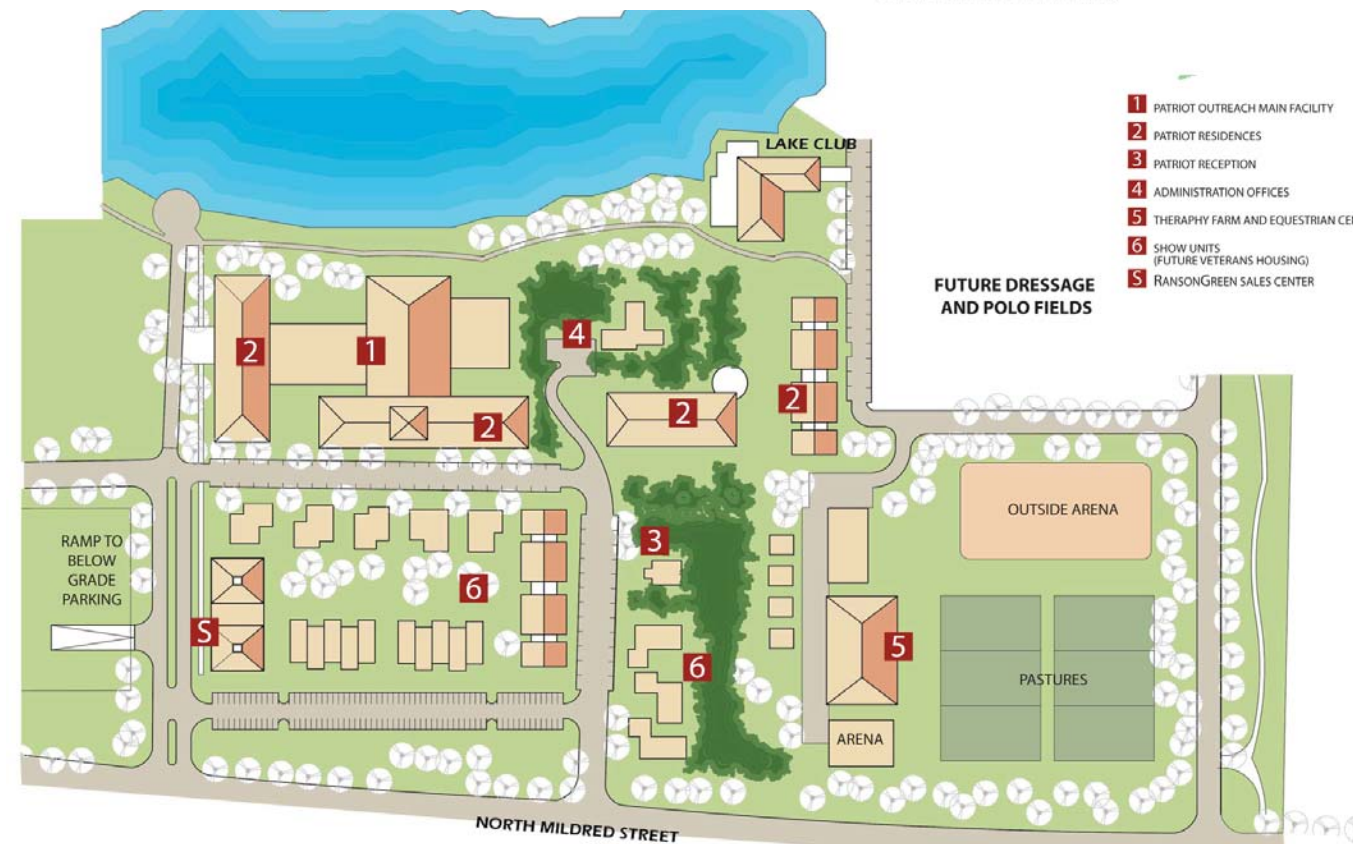 LAKE CLUB
1 PATRIOT OUTREACH MAIN FACILITY
2 PATRIOT RESIDENCES
3 PATRIOT RECEPTION
4 ADMINISTRATION OFFICES
5 THERAPHY FARM AND EQUESTRIAN CE
6 SHOW UNITS
(FUTURE VETERANS HOUSING)
S RANSONGREEN SALES CENTER
FUTURE DRESSAGE
AND POLO FIELDS
2
1
4
2
2
2
OUTSIDE ARENA
RAMP TO
BELOW
GRADE
PARKING
3
6
S
5
6
PASTURES
ARENA
NORTH MILDRED STREET